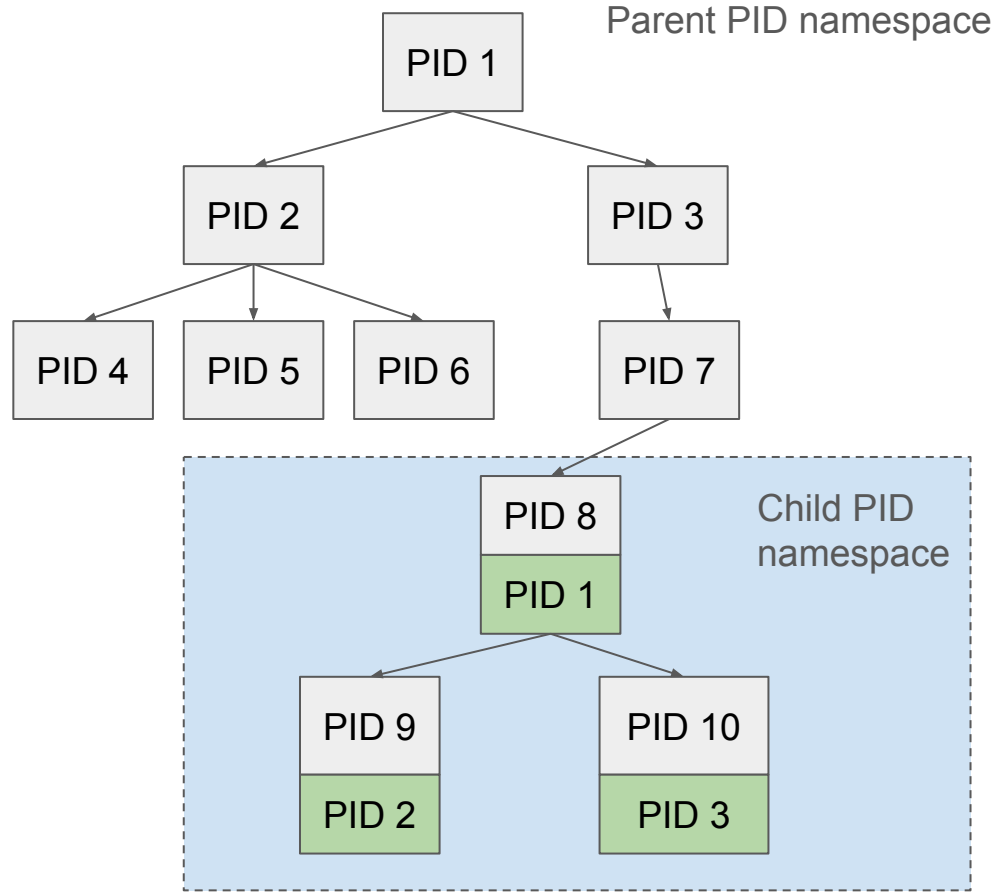 Parent PID namespace
PID 1
PID 2
PID 3
PID 4
PID 5
PID 6
PID 7
Child PID
namespace
PID 8
PID 1
PID 9
PID 10
PID 2
PID 3